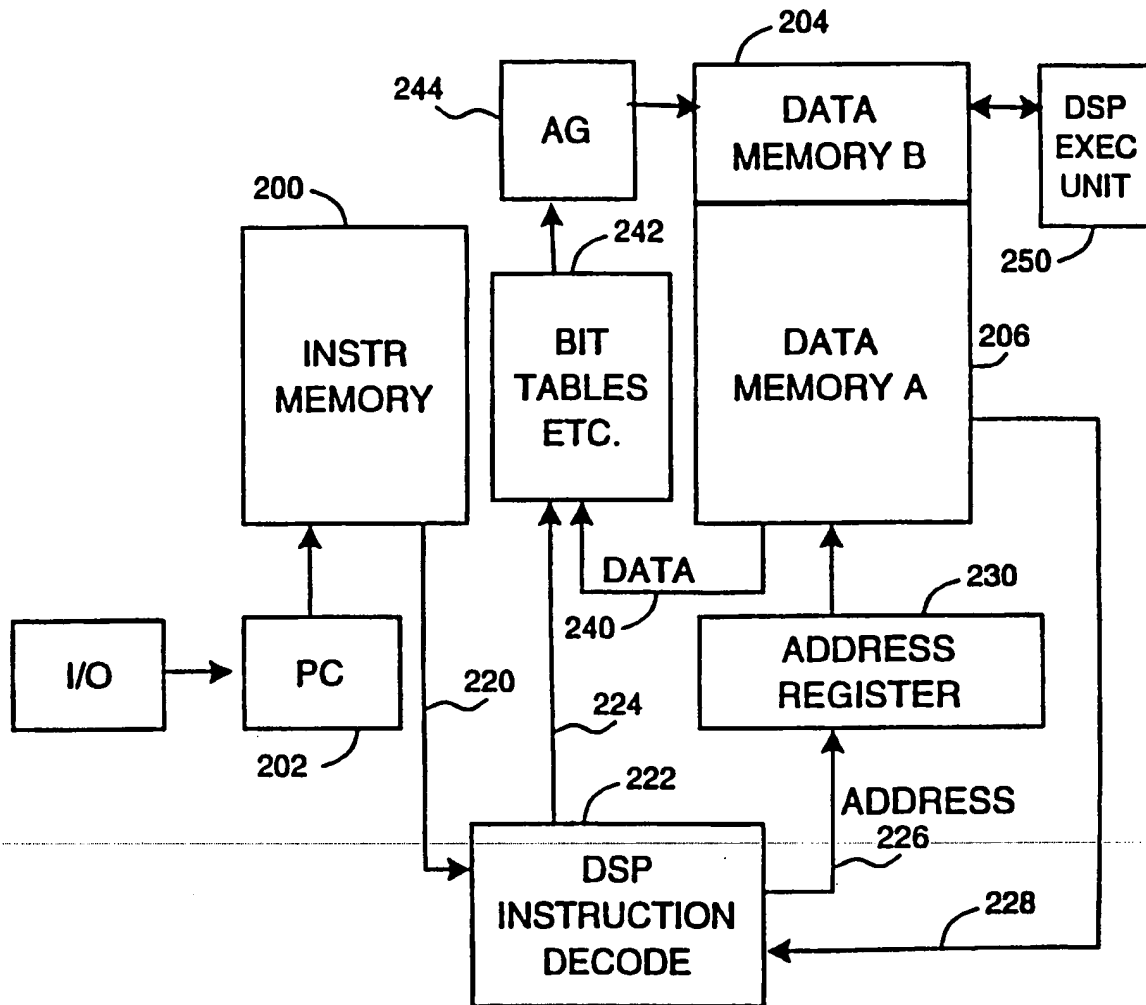 204
244
AG
DATA
MEMORY B
DSP
EXEC
UNIT
200
242
250
INSTR
MEMORY
BIT
TABLES
ETC.
DATA
MEMORY A
206
DATA
240
230
I/O
PC
220
224
ADDRESS
REGISTER
202
222
ADDRESS
226
DSP
INSTRUCTION
DECODE
228